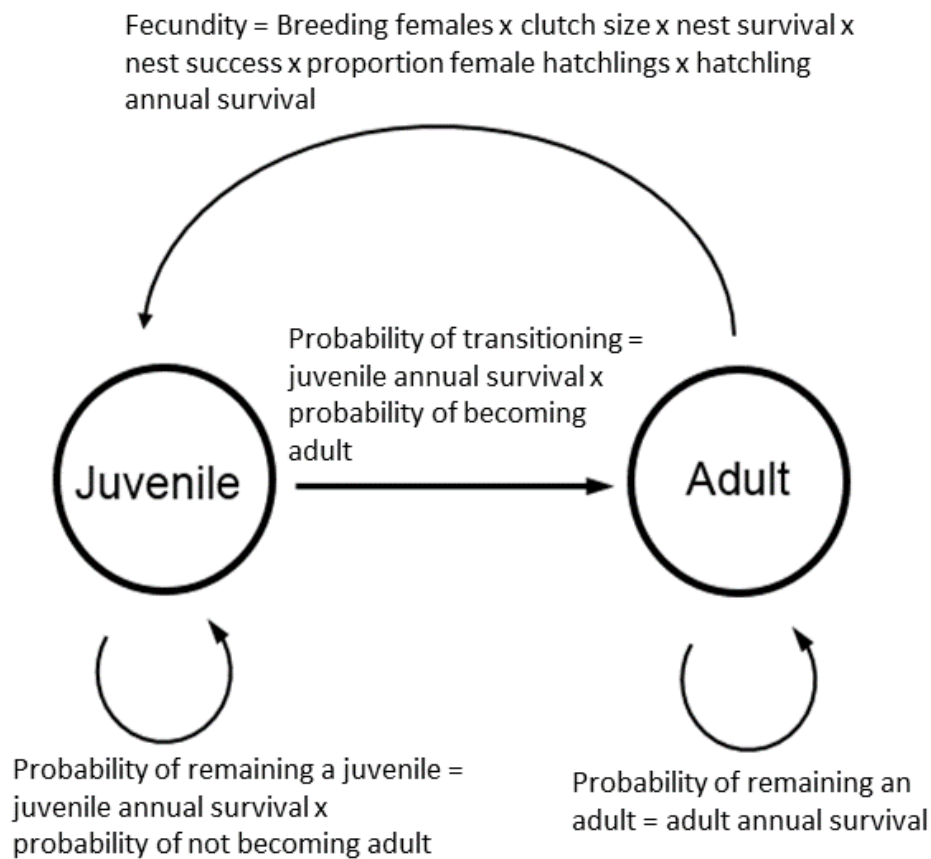 Fecundity = Breeding females x clutch size x nest survival x
nest success x proportion female hatchlings x hatchling
annual survival
Probability of transitioning =
juvenile annual survival x
probability of becoming
adult
Juvenile
Adult
Probability of remaining a juvenile =
juvenile annual survival x
probability of not becoming adult
Probability of remaining an
adult = adult annual survival